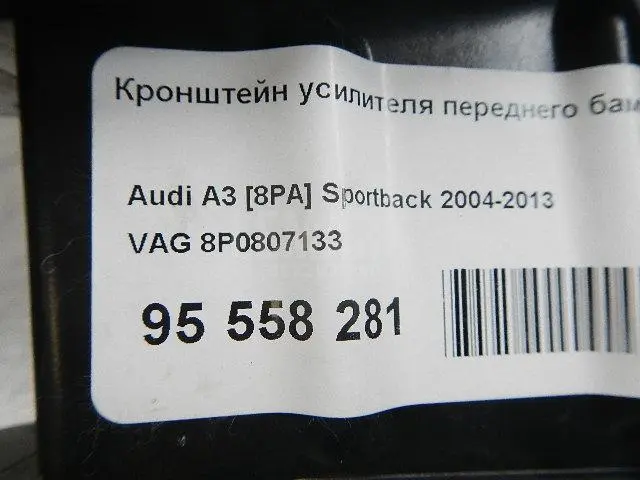 Кронштейн усилителя переднего бам
Audi A3 [8PA] Sportback 2004-2013
VAG 8P0807133
95 558 281